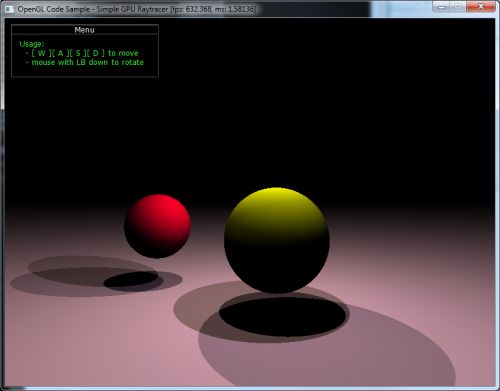 OpenGL Code Sample - Simple GPU Raytracer [fps: 632.368, ms: 1.58136]
Menu
Usage:
- [ W ][ A ][ S ][ D ] to move
- mouse with LB down to rotate